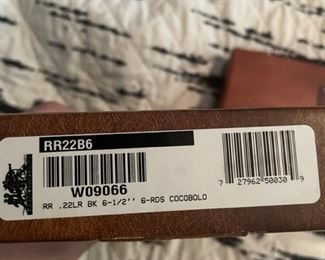 RR22B6
W09066
7 27962 50030 9
RR .22LR BK 6-1/2'' 6-RDS COCOBOLO